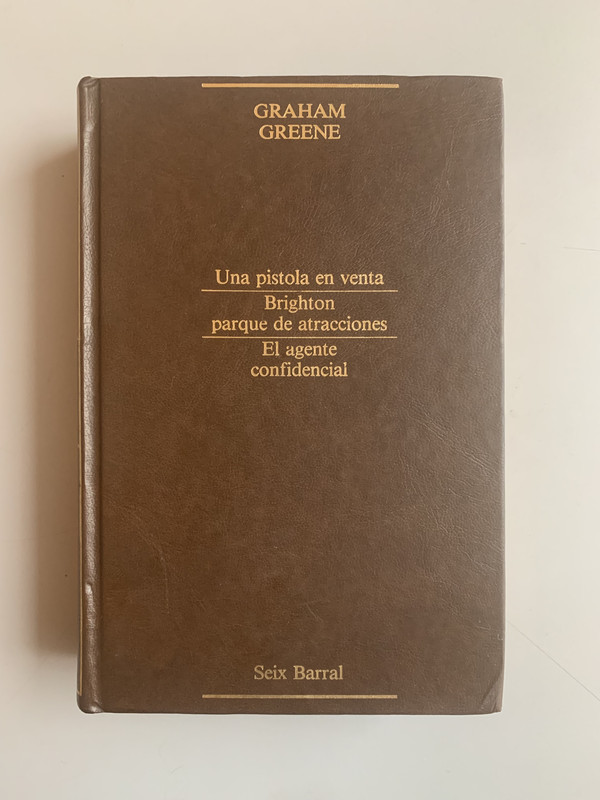 GRAHAM
GREENE
Una pistola en venta
Brighton
parque de atracciones
El agente
confidencial
Seix Barral